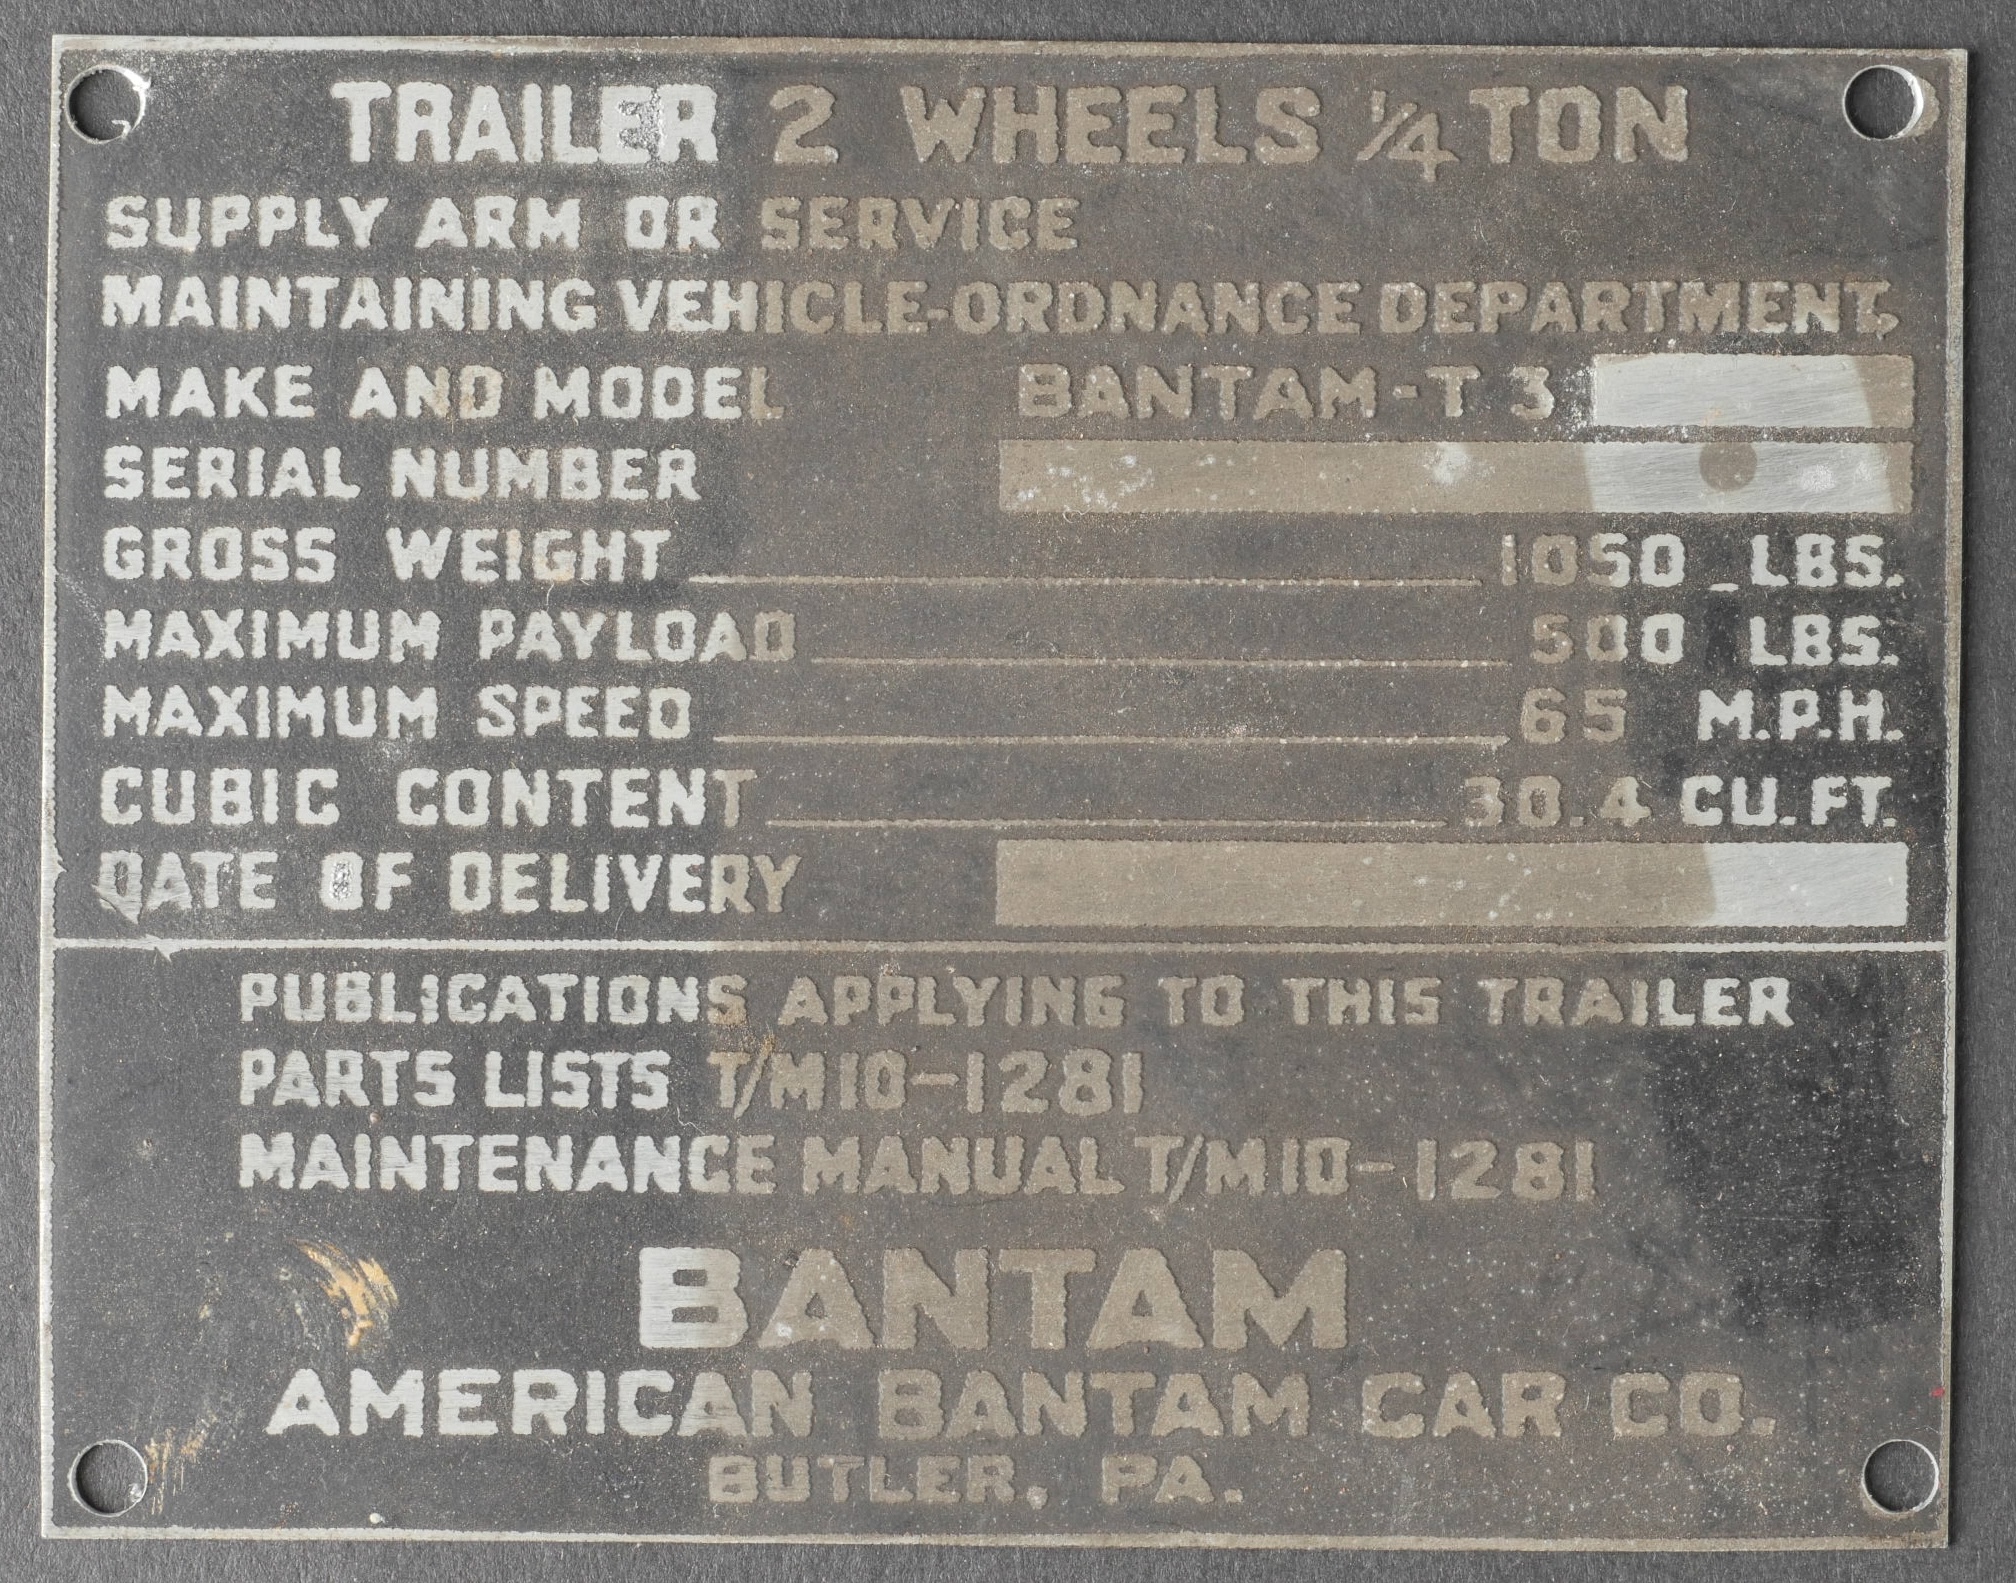 TRAILER 2 WHEELS 1/4 TON
SUPPLY ARM OR SERVICE
MAINTAINING VEHICLE-ORDNANCE DEPARTMENT,
MAKE AND MODEL BANTAM-T 3
SERIAL NUMBER
GROSS WEIGHT 1050 LBS.
MAXIMUM PAYLOAD 500 LBS.
MAXIMUM SPEED 65 M.P.H.
CUBIC CONTENT 30.4 CU.FT.
DATE OF DELIVERY
PUBLICATIONS APPLYING TO THIS TRAILER
PARTS LISTS T/M10-1281
MAINTENANCE MANUAL T/M10-1281
BANTAM
AMERICAN BANTAM CAR CO.
BUTLER, PA.